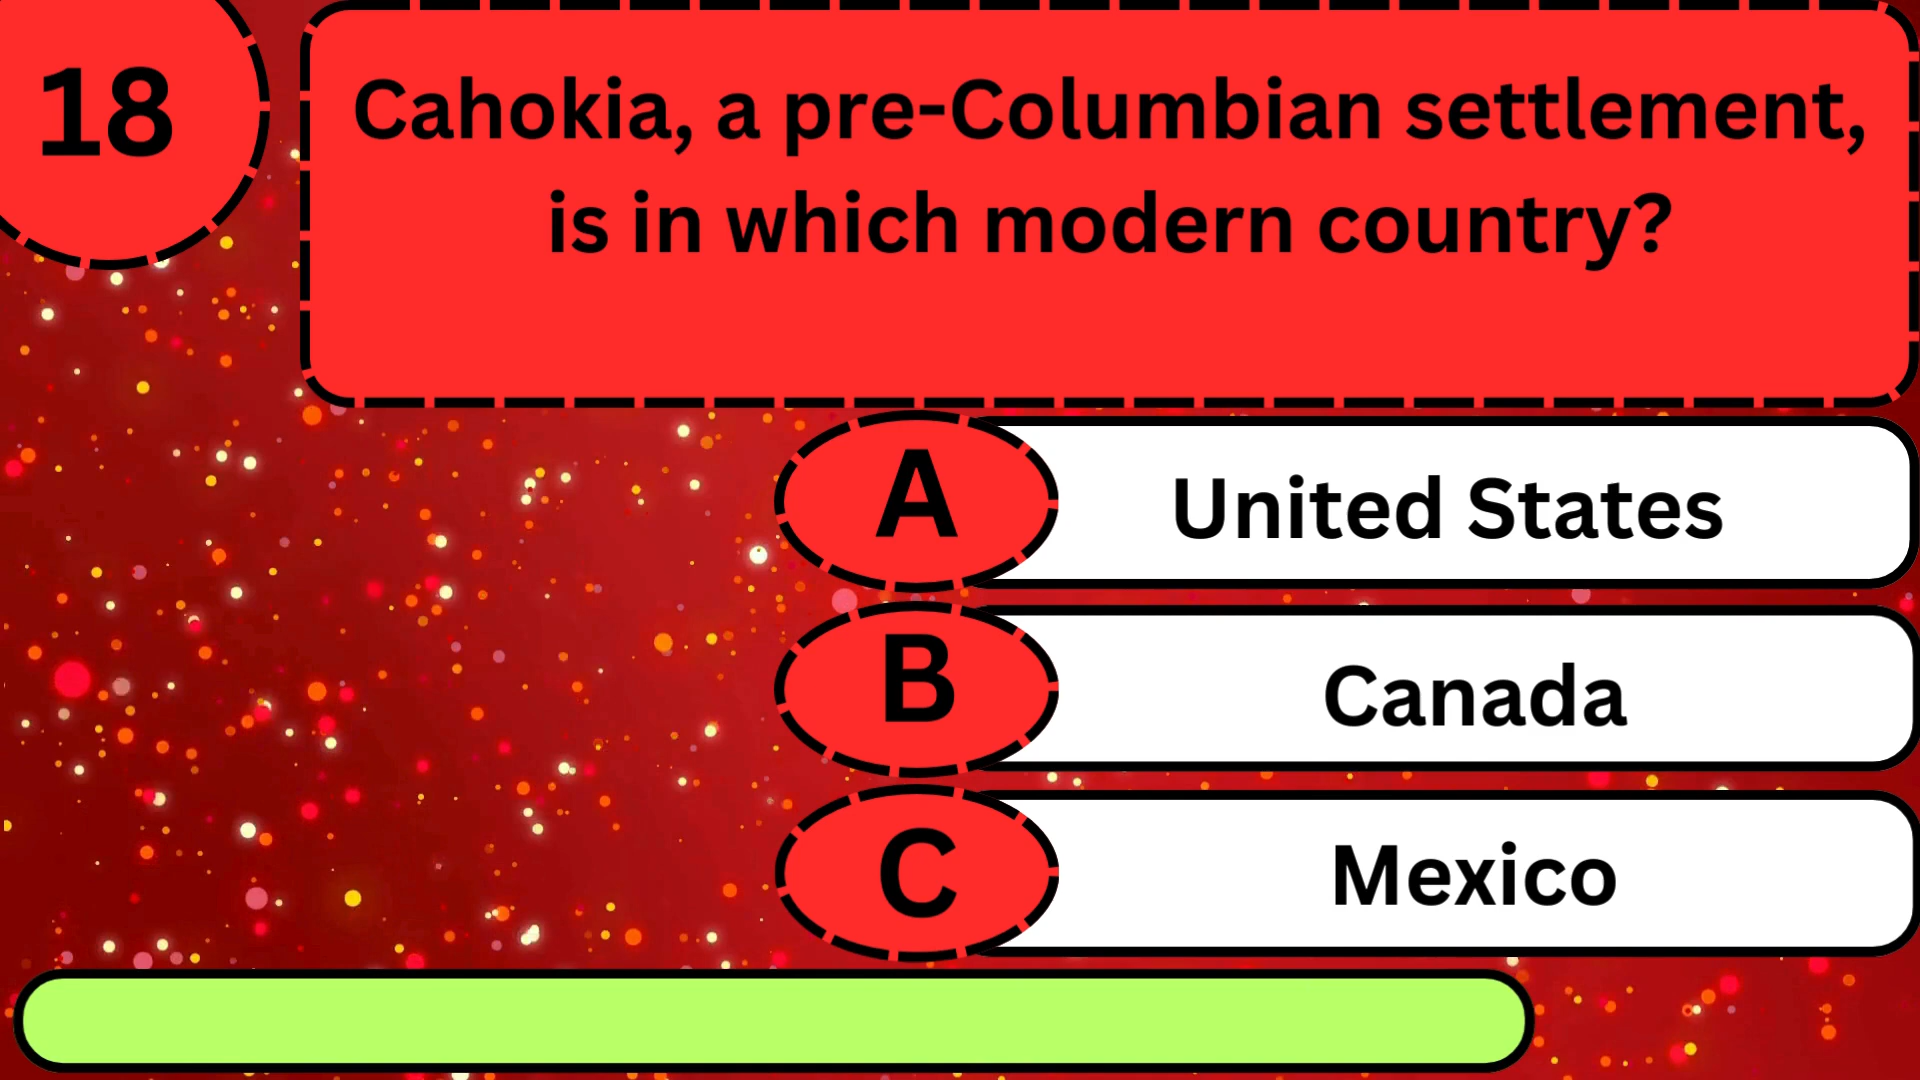 18
Cahokia, a pre-Columbian settlement,
is in which modern country?
A
United States
B
Canada
C
Mexico